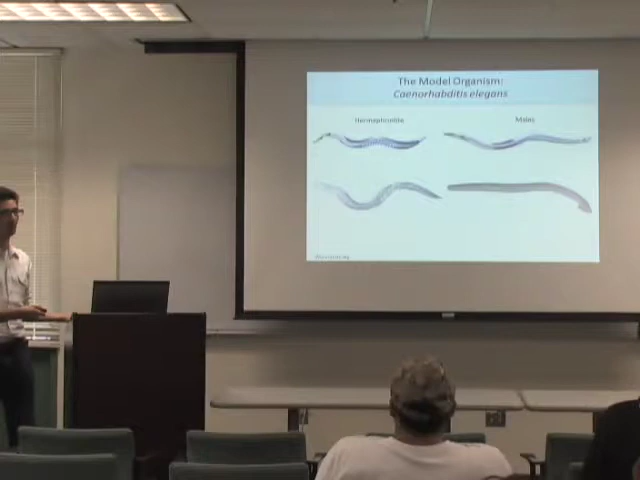 The Model Organism:
Caenorhabditis elegans
Hermaphrodite
Males